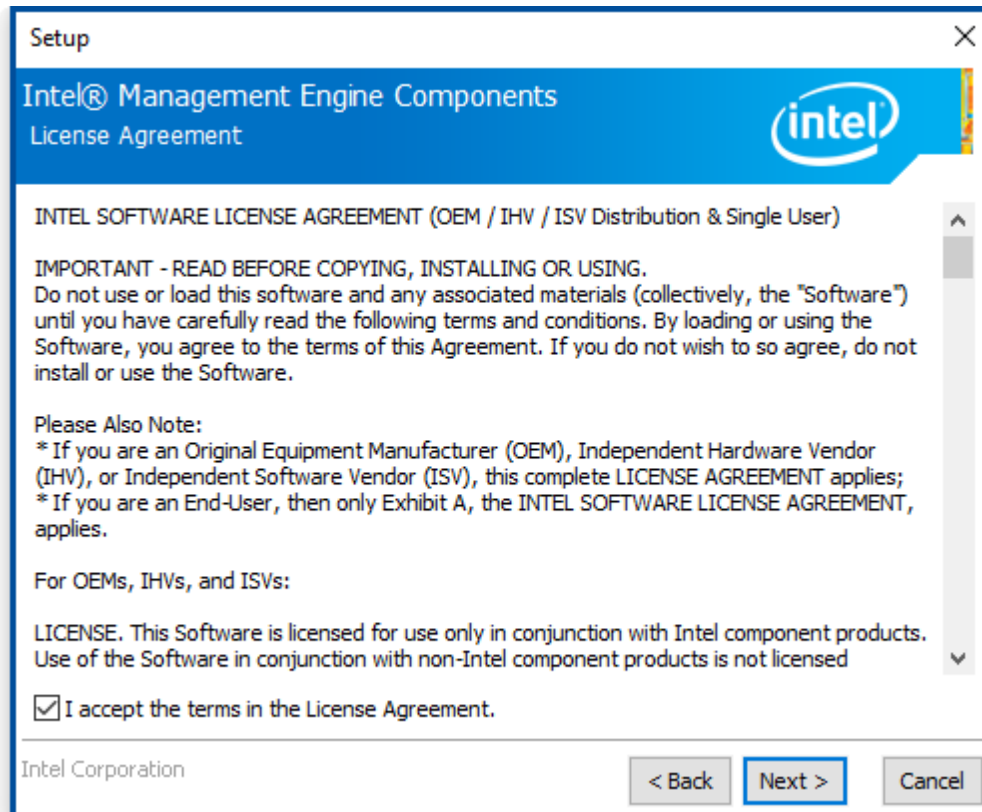 Setup
Intel® Management Engine Components
License Agreement
intel
INTEL SOFTWARE LICENSE AGREEMENT (OEM / IHV / ISV Distribution & Single User)
IMPORTANT - READ BEFORE COPYING, INSTALLING OR USING.
Do not use or load this software and any associated materials (collectively, the "Software")
until you have carefully read the following terms and conditions. By loading or using the
Software, you agree to the terms of this Agreement. If you do not wish to so agree, do not
install or use the Software.
Please Also Note:
* If you are an Original Equipment Manufacturer (OEM), Independent Hardware Vendor
(IHV), or Independent Software Vendor (ISV), this complete LICENSE AGREEMENT applies;
* If you are an End-User, then only Exhibit A, the INTEL SOFTWARE LICENSE AGREEMENT,
applies.
For OEMs, IHVs, and ISVs:
LICENSE. This Software is licensed for use only in conjunction with Intel component products.
Use of the Software in conjunction with non-Intel component products is not licensed
I accept the terms in the License Agreement.
Intel Corporation
< Back
Next >
Cancel